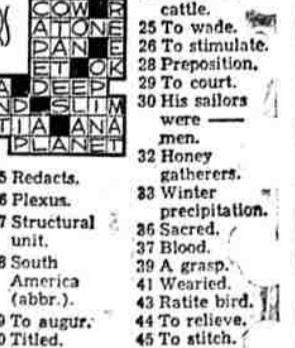 COW R
ATONE
DAN E
ET OK
A DEEP
ND SLIM
TIA ANA
PLANET
5 Redacts.
6 Plexus.
7 Structural
unit.
8 South
America
(abbr.).
9 To augur.
0 Titled.
cattle.
25 To wade.
26 To stimulate.
28 Preposition.
29 To court.
30 His sailors
were —
men.
32 Honey
gatherers.
33 Winter
precipitation.
36 Sacred.
37 Blood.
39 A grasp.
41 Wearied.
43 Ratite bird.
44 To relieve.
45 To stitch.